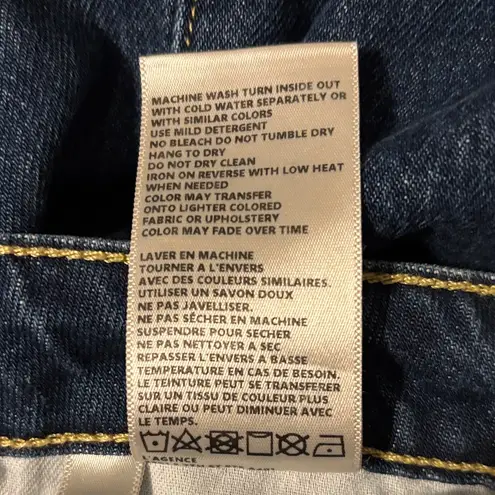 MACHINE WASH TURN INSIDE OUT
WITH COLD WATER SEPARATELY OR
WITH SIMILAR COLORS
USE MILD DETERGENT
NO BLEACH DO NOT TUMBLE DRY
HANG TO DRY
DO NOT DRY CLEAN
IRON ON REVERSE WITH LOW HEAT
WHEN NEEDED
COLOR MAY TRANSFER
ONTO LIGHTER COLORED
FABRIC OR UPHOLSTERY
COLOR MAY FADE OVER TIME
LAVER EN MACHINE
TOURNER A L'ENVERS
AVEC DES COULEURS SIMILAIRES.
UTILISER UN SAVON DOUX
NE PAS JAVELLISER.
NE PAS SÉCHER EN MACHINE
SUSPENDRE POUR SECHER
NE PAS NETTOYER A SEC
REPASSER L'ENVERS A BASSE
TEMPERATURE EN CAS DE BESOIN.
LE TEINTURE PEUT SE TRANSFERER
SUR UN TISSU DE COULEUR PLUS
CLAIRE OU PEUT DIMINUER AVEC
LE TEMPS.
L'AGENCE